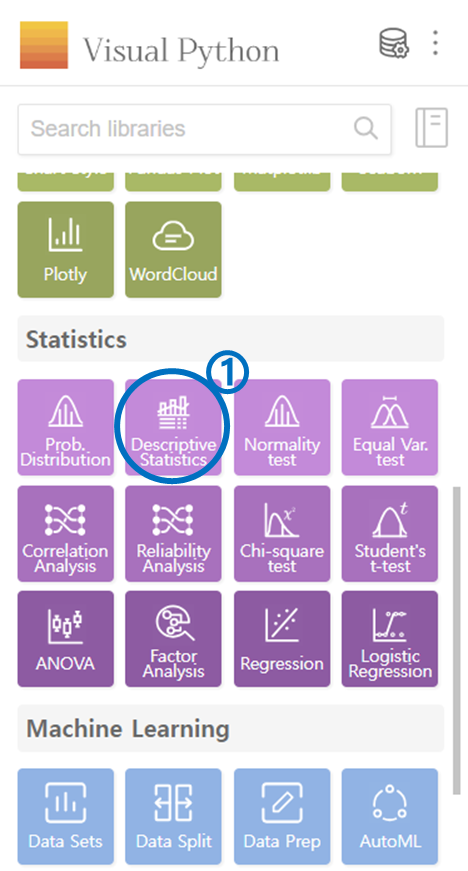 Visual Python
Search libraries
Plotly
WordCloud
Statistics
1
Prob.
Distribution
Descriptive
Statistics
Normality
test
Equal Var.
test
Correlation
Analysis
Reliability
Analysis
Chi-square
test
Student's
t-test
ANOVA
Factor
Analysis
Regression
Logistic
Regression
Machine Learning
Data Sets
Data Split
Data Prep
AutoML